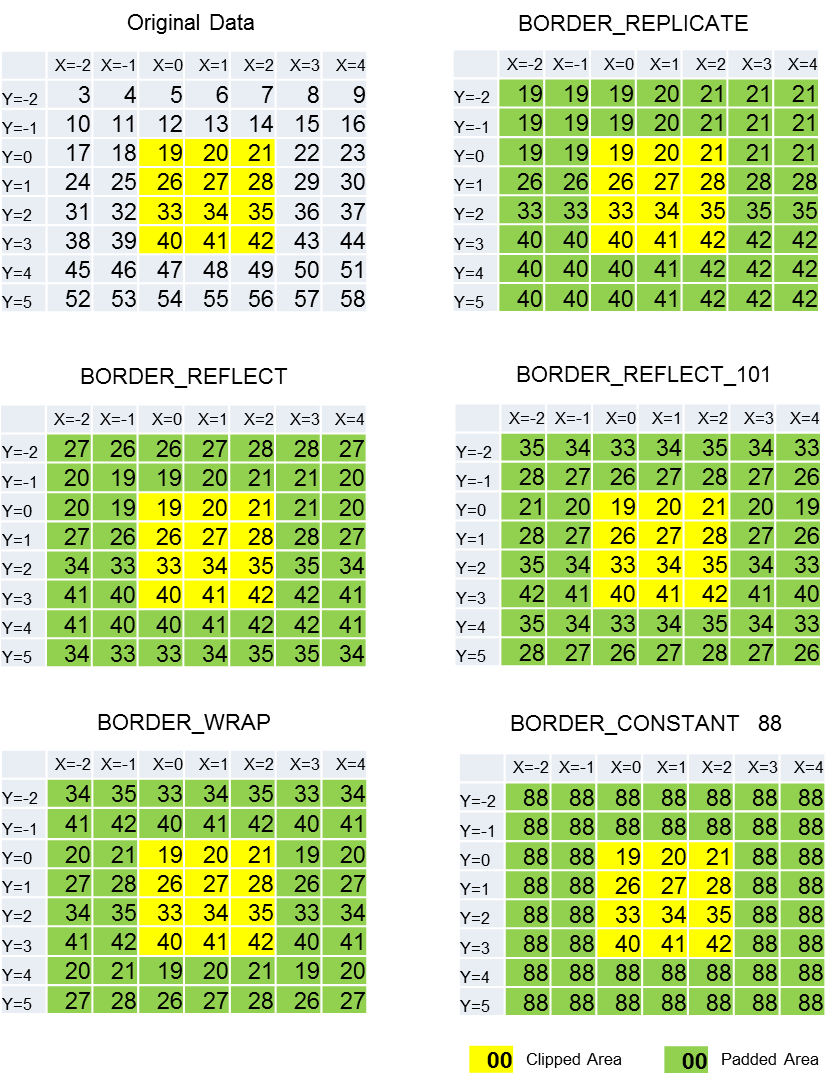 Original Data
X=-2 X=-1 X=0 X=1 X=2 X=3 X=4
Y=-2 3 4 5 6 7 8 9
Y=-1 10 11 12 13 14 15 16
Y=0 17 18 19 20 21 22 23
Y=1 24 25 26 27 28 29 30
Y=2 31 32 33 34 35 36 37
Y=3 38 39 40 41 42 43 44
Y=4 45 46 47 48 49 50 51
Y=5 52 53 54 55 56 57 58
BORDER_REPLICATE
X=-2 X=-1 X=0 X=1 X=2 X=3 X=4
Y=-2 19 19 19 20 21 21 21
Y=-1 19 19 19 20 21 21 21
Y=0 19 19 19 20 21 21 21
Y=1 26 26 26 27 28 28 28
Y=2 33 33 33 34 35 35 35
Y=3 40 40 40 41 42 42 42
Y=4 40 40 40 41 42 42 42
Y=5 40 40 40 41 42 42 42
BORDER_REFLECT
X=-2 X=-1 X=0 X=1 X=2 X=3 X=4
Y=-2 27 26 26 27 28 28 27
Y=-1 20 19 19 20 21 21 20
Y=0 20 19 19 20 21 21 20
Y=1 27 26 26 27 28 28 27
Y=2 34 33 33 34 35 35 34
Y=3 41 40 40 41 42 42 41
Y=4 41 40 40 41 42 42 41
Y=5 34 33 33 34 35 35 34
BORDER_REFLECT_101
X=-2 X=-1 X=0 X=1 X=2 X=3 X=4
Y=-2 35 34 33 34 35 34 33
Y=-1 28 27 26 27 28 27 26
Y=0 21 20 19 20 21 20 19
Y=1 28 27 26 27 28 27 26
Y=2 35 34 33 34 35 34 33
Y=3 42 41 40 41 42 41 40
Y=4 35 34 33 34 35 34 33
Y=5 28 27 26 27 28 27 26
BORDER_WRAP
X=-2 X=-1 X=0 X=1 X=2 X=3 X=4
Y=-2 34 35 33 34 35 33 34
Y=-1 41 42 40 41 42 40 41
Y=0 20 21 19 20 21 19 20
Y=1 27 28 26 27 28 26 27
Y=2 34 35 33 34 35 33 34
Y=3 41 42 40 41 42 40 41
Y=4 20 21 19 20 21 19 20
Y=5 27 28 26 27 28 26 27
BORDER_CONSTANT 88
X=-2 X=-1 X=0 X=1 X=2 X=3 X=4
Y=-2 88 88 88 88 88 88 88
Y=-1 88 88 88 88 88 88 88
Y=0 88 88 19 20 21 88 88
Y=1 88 88 26 27 28 88 88
Y=2 88 88 33 34 35 88 88
Y=3 88 88 40 41 42 88 88
Y=4 88 88 88 88 88 88 88
Y=5 88 88 88 88 88 88 88
00 Clipped Area 00 Padded Area